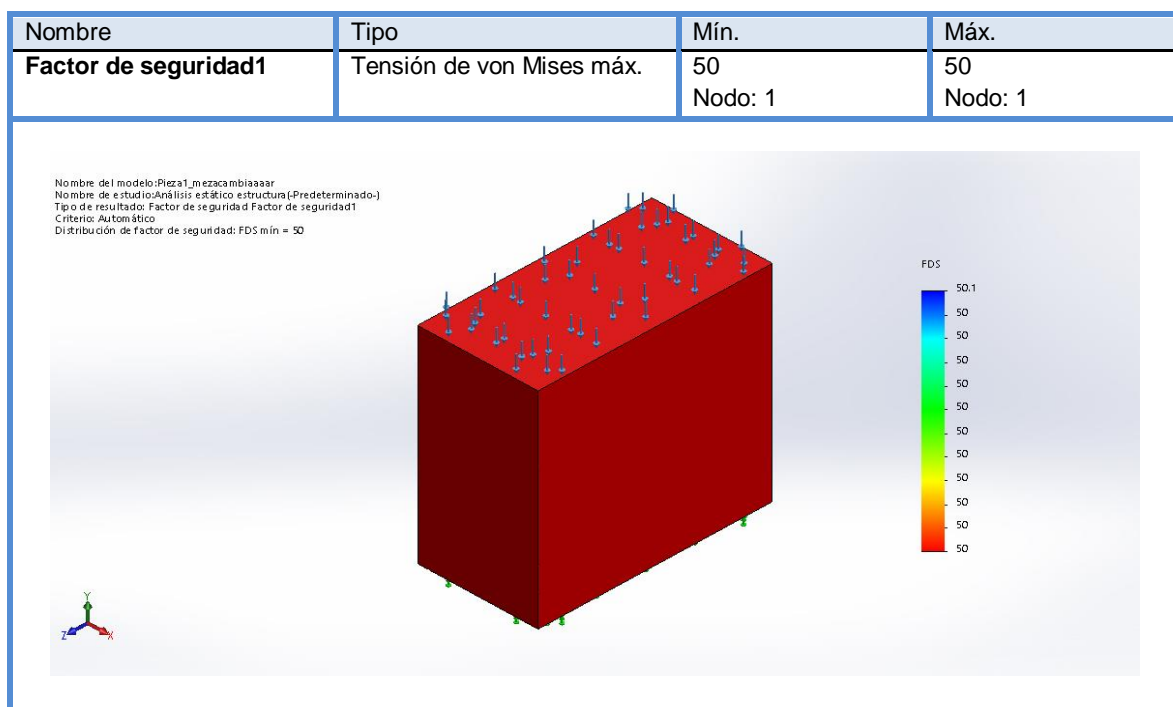 Nombre Tipo Mín. Máx.
Factor de seguridad1 Tensión de von Mises máx. 50 50
Nodo: 1 Nodo: 1
Nombre del modelo:Pieza1_mezacambiaaaar
Nombre de estudio:Análisis estático estructura(-Predeterminado-)
Tipo de resultado: Factor de seguridad Factor de seguridad1
Criterio: Automático
Distribución de factor de seguridad: FDS mín = 50
FDS
50.1
50
50
50
50
50
50
50
50
50
50
50
Y
Z X